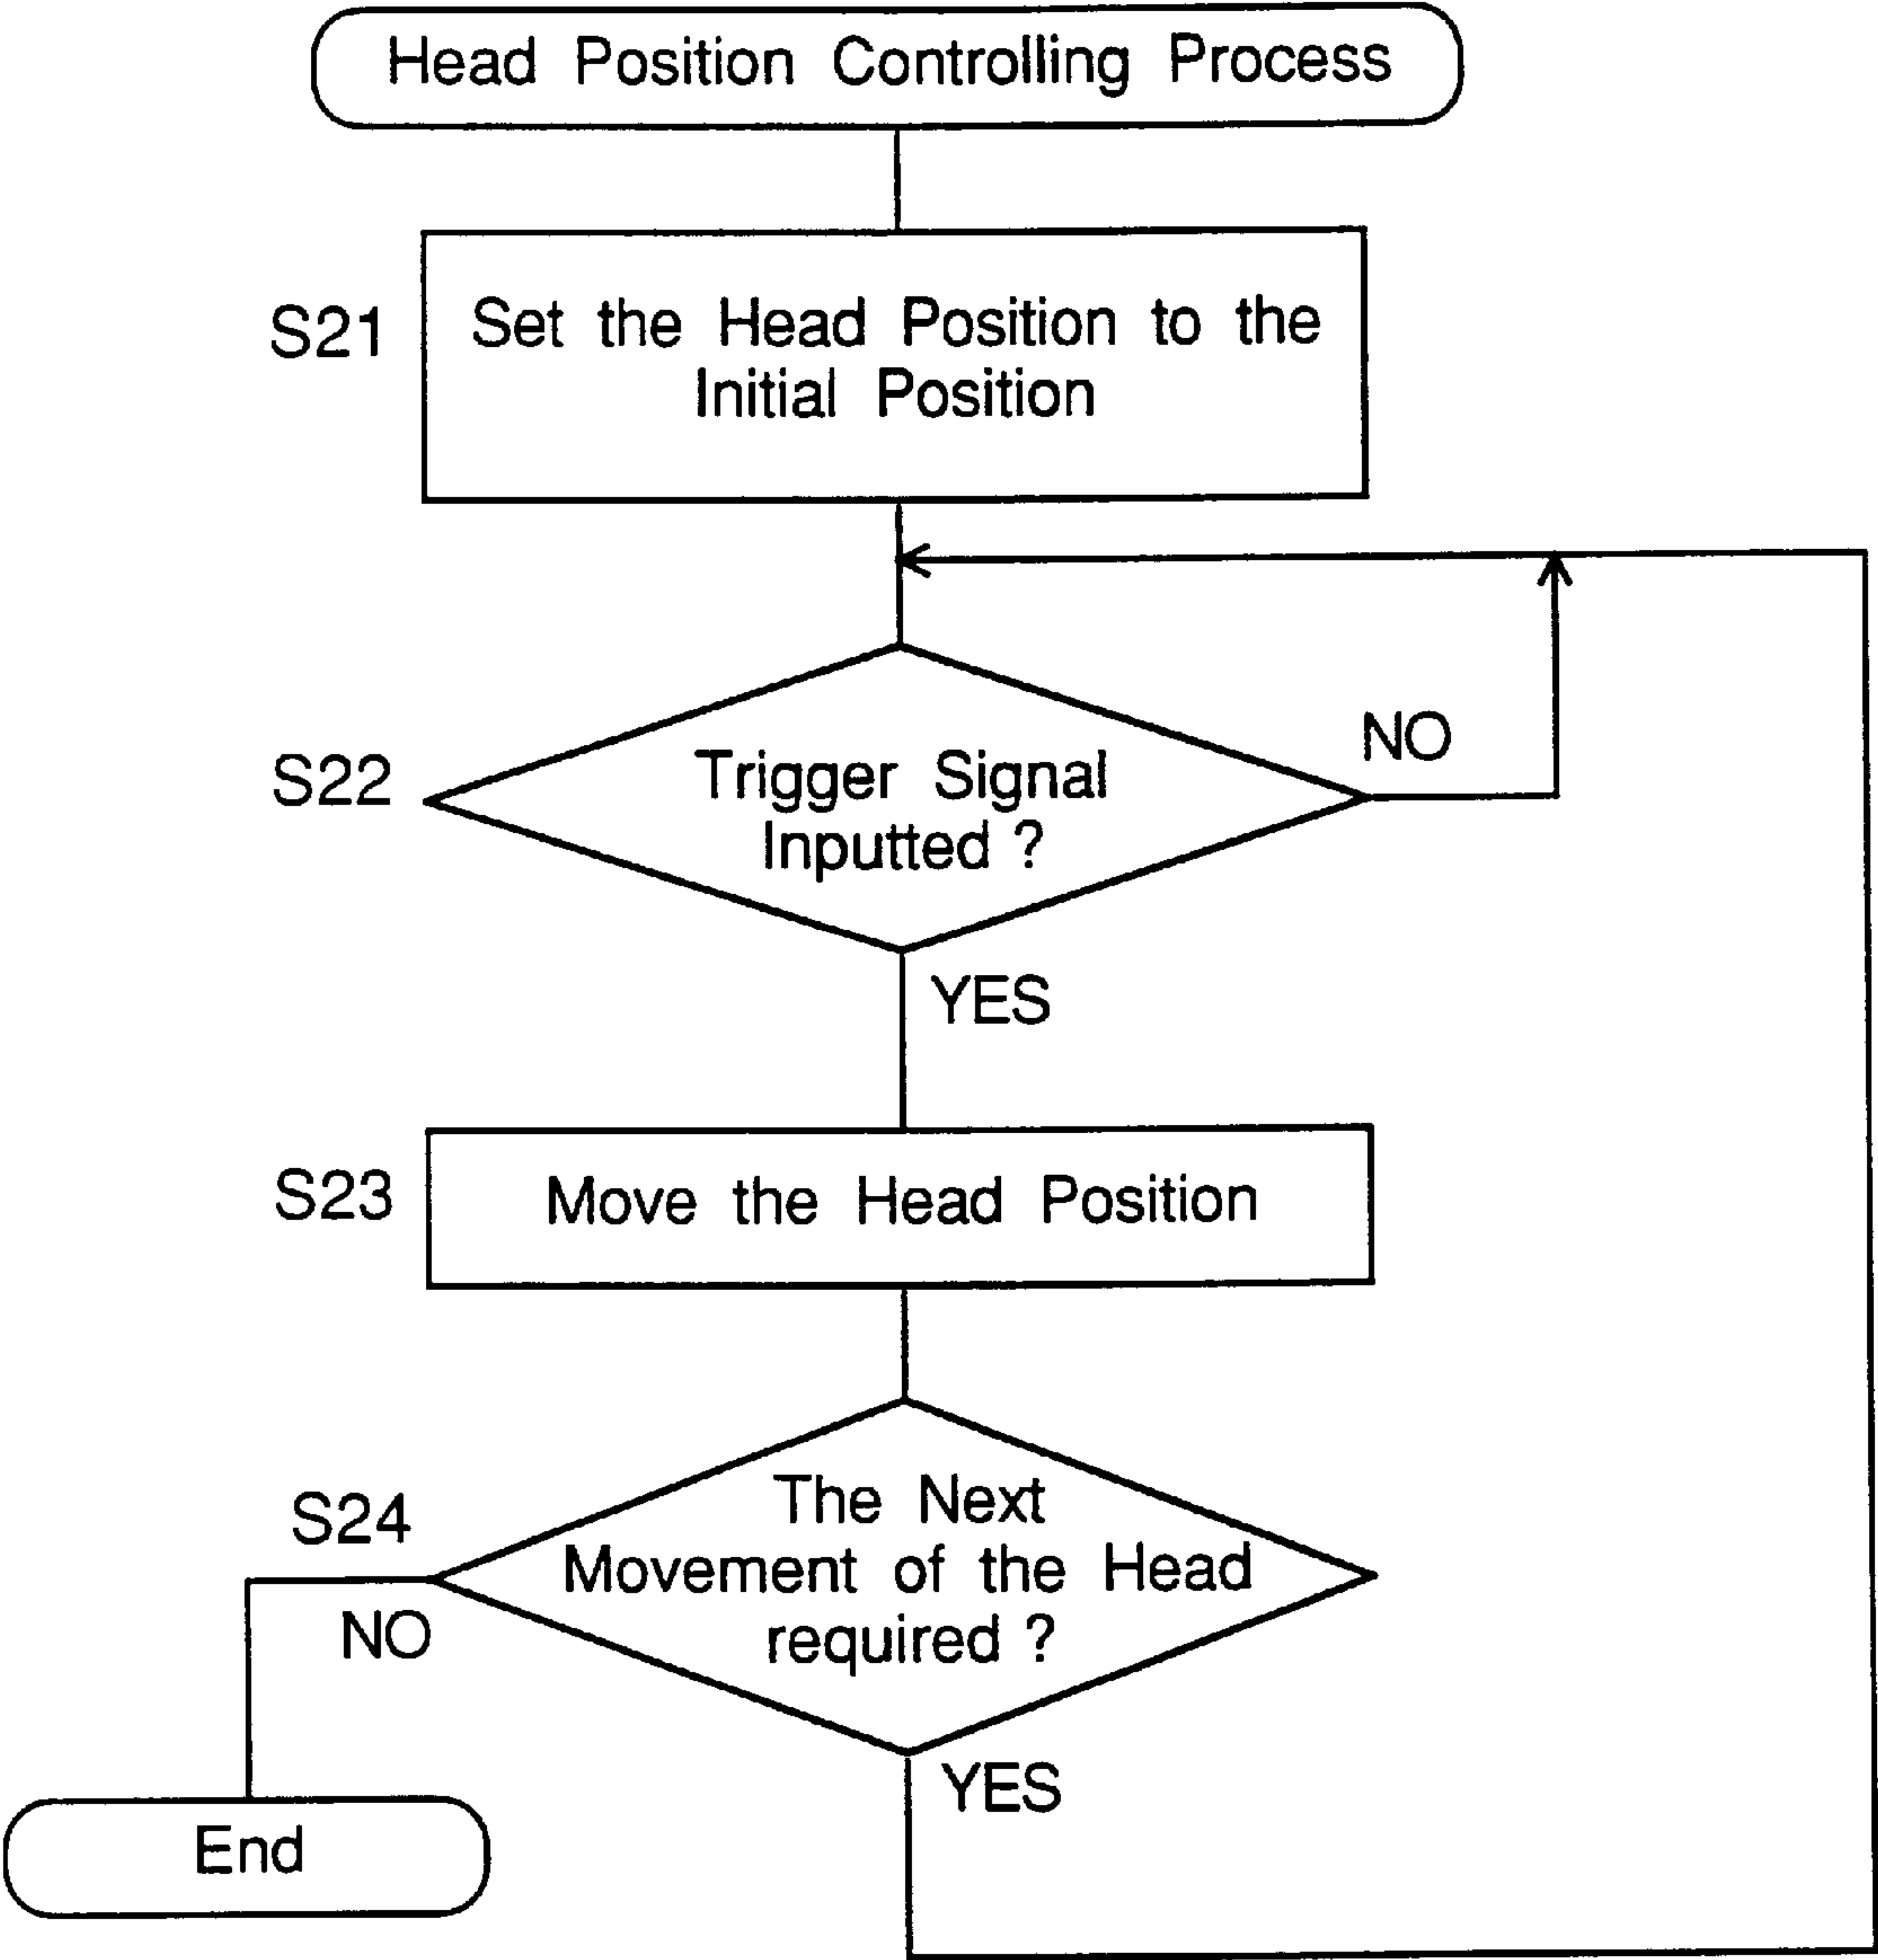 Head Position Controlling Process
S21
Set the Head Position to the
Initial Position
S22
Trigger Signal
Inputted ?
NO
YES
S23
Move the Head Position
S24
The Next
Movement of the Head
required ?
NO
YES
End